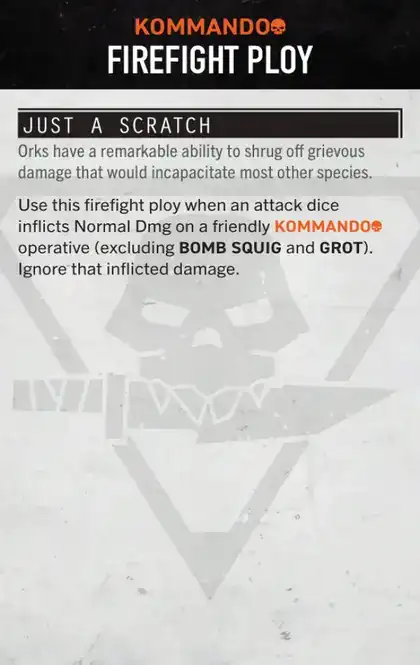 KOMMANDO
FIREFIGHT PLOY
JUST A SCRATCH
Orks have a remarkable ability to shrug off grievous
damage that would incapacitate most other species.
Use this firefight ploy when an attack dice
inflicts Normal Dmg on a friendly KOMMANDO
operative (excluding BOMB SQUIG and GROT).
Ignore that inflicted damage.